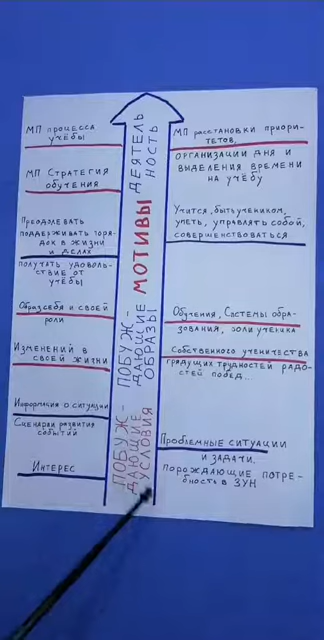 МП процесса
учёбы
МП Стратегия
обучения
Преодолевать
поддерживать поря-
док в жизни
и делах
получать удоволь-
ствие от
учёбы
Образ себя и своей
роли
Изменений в
своей жизни
Информация о ситуации
Сценарии развития
событий
Интерес
ДЕЯТЕЛЬ
НОСТЬ
МОТИВЫ
ПОБУЖ-
ДАЮЩИЕ
ОБРАЗЫ
ПОБУЖ-
ДАЮЩИЕ
УСЛОВИЯ
МП расстановки приори-
тетов,
ОРГАНИЗАЦИИ ДНЯ И
ВЫДЕЛЕНИЯ ВРЕМЕНИ
НА УЧЁБУ
Учиться, быть учеником,
уметь, управлять собой,
совершенствоваться
Обучения, Системы обра-
зования, роли ученика
Собственного ученичества
грядущих трудностей радо-
стей побед...
Проблемные ситуации
и задачи,
порождающие потре-
бность в ЗУН